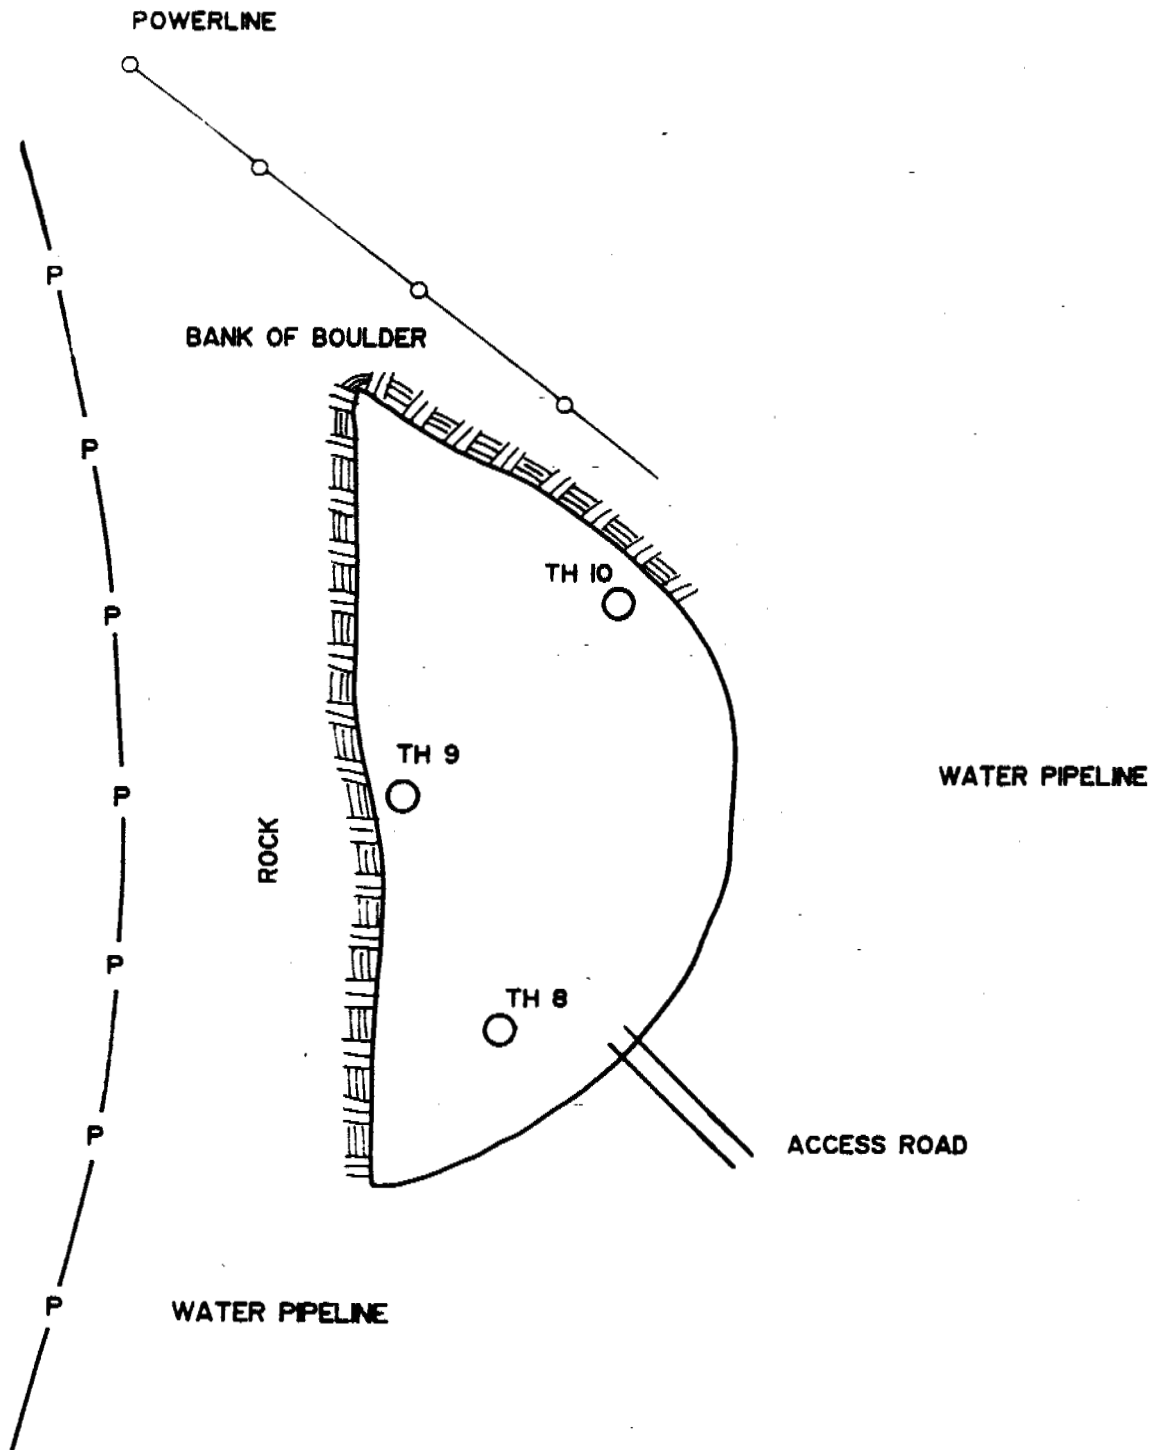 POWERLINE
P
BANK OF BOULDER
P
TH 10
P
TH 9
WATER PIPELINE
P
ROCK
P
TH 8
P
ACCESS ROAD
P
WATER PIPELINE